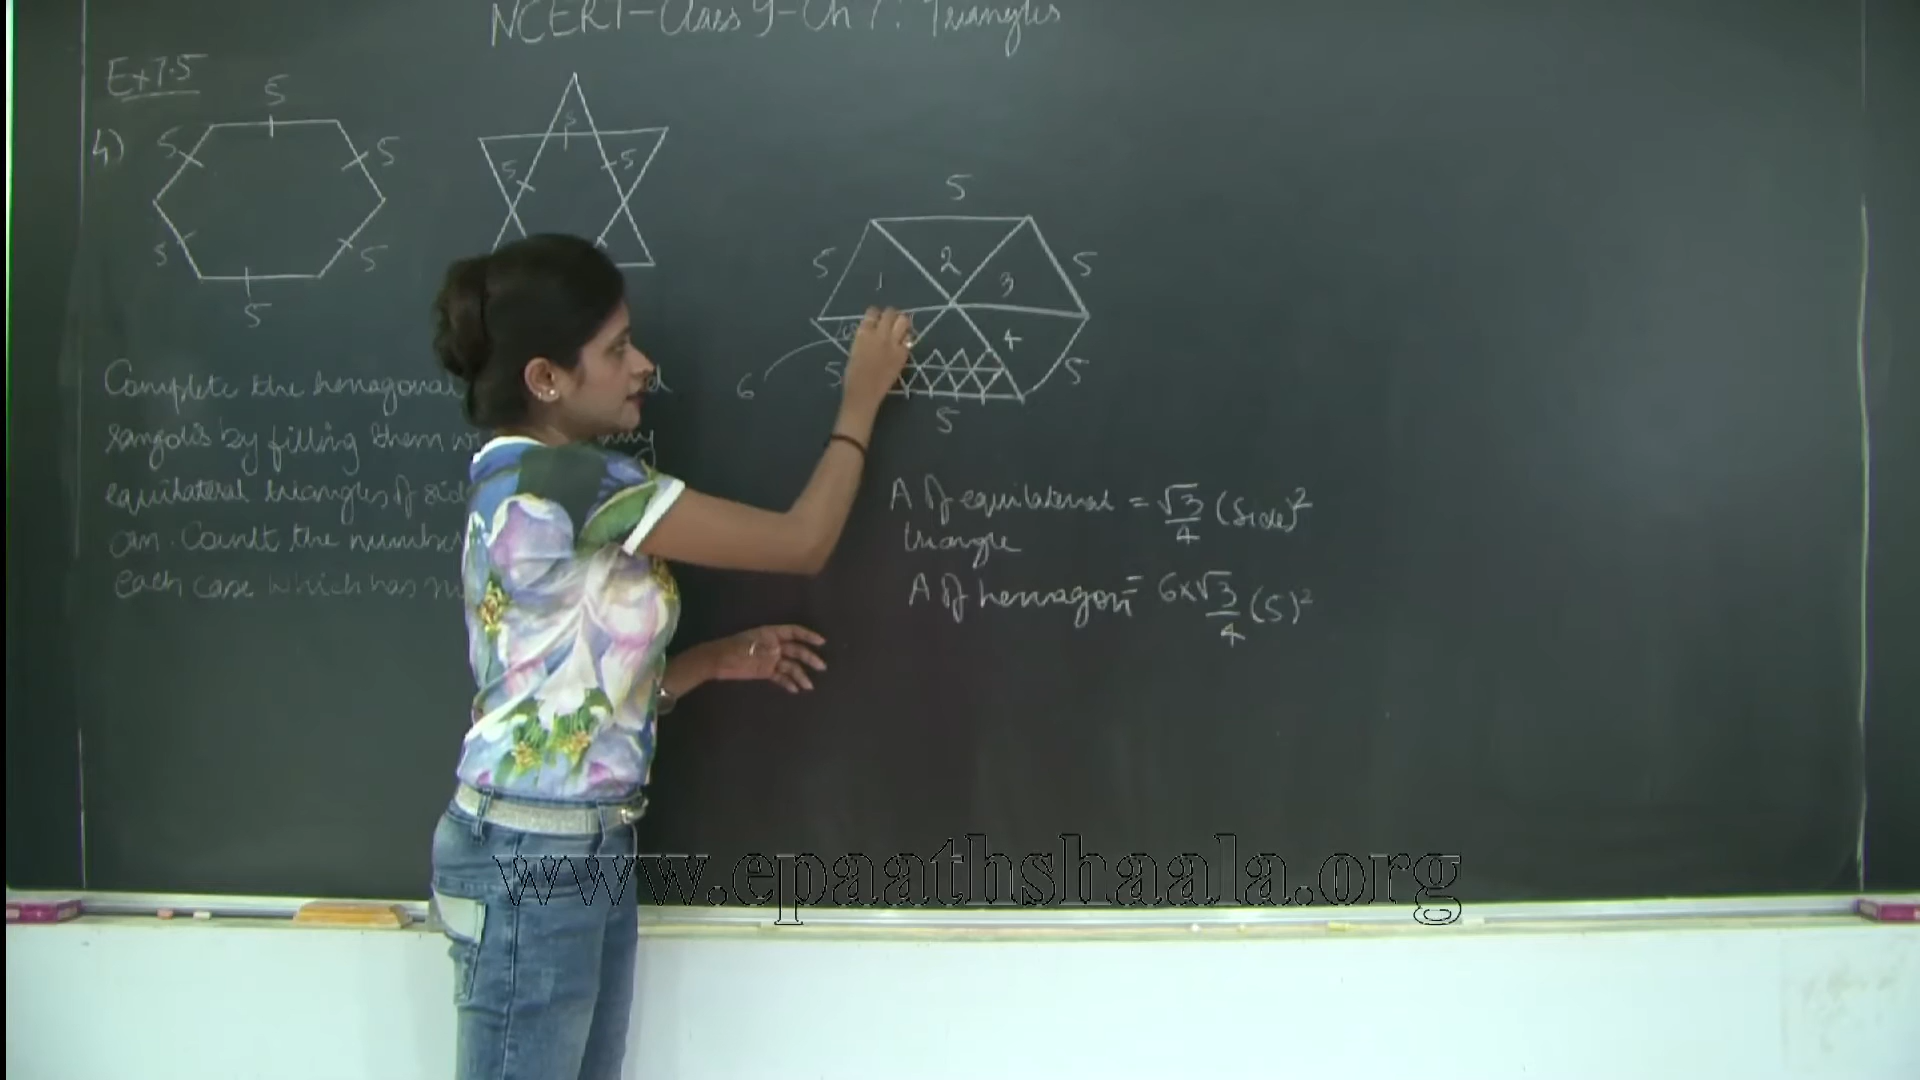 NCERT-Class 9-Ch 7: Triangles
Ex 7.5
4)
5
5
5
5
5
5
5
5
5
Complete the hexagonal
rangolis by filling them
equilateral triangles of sid
cm. Count the number
each case which has m
5
5
5
1
2
3
4
5
5
6
5
A of equilateral = √3/4 (side)²
triangle
A of hexagon = 6x√3/4 (5)²
www.epaathshaala.org